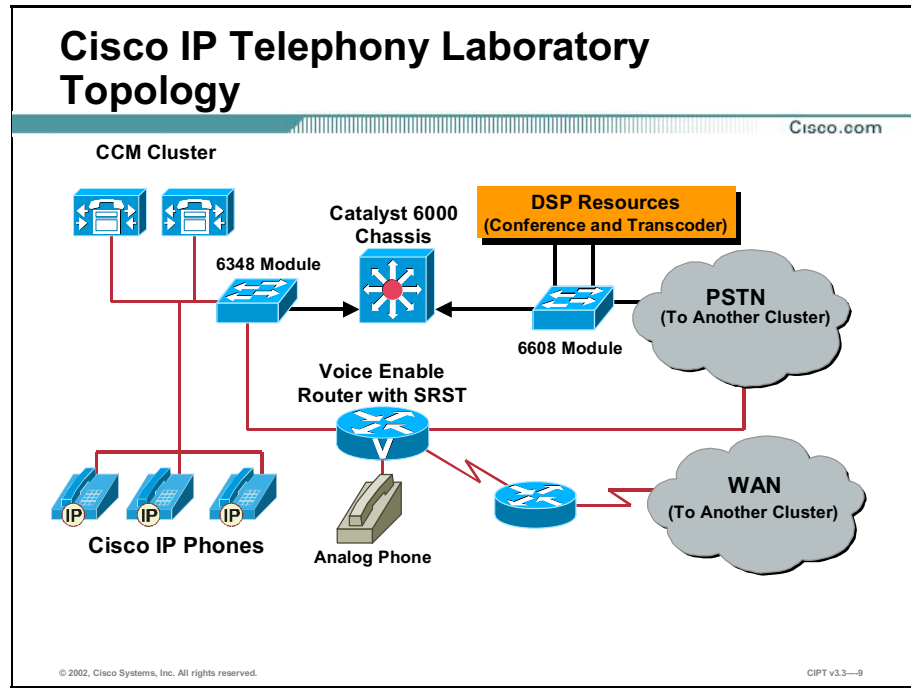 Cisco IP Telephony Laboratory
Topology
Cisco.com
CCM Cluster
Catalyst 6000
Chassis
DSP Resources
(Conference and Transcoder)
6348 Module
PSTN
(To Another Cluster)
6608 Module
Voice Enable
Router with SRST
V
WAN
(To Another Cluster)
IP
IP
IP
Cisco IP Phones
Analog Phone
© 2002, Cisco Systems, Inc. All rights reserved.
CIPT v3.3—-9